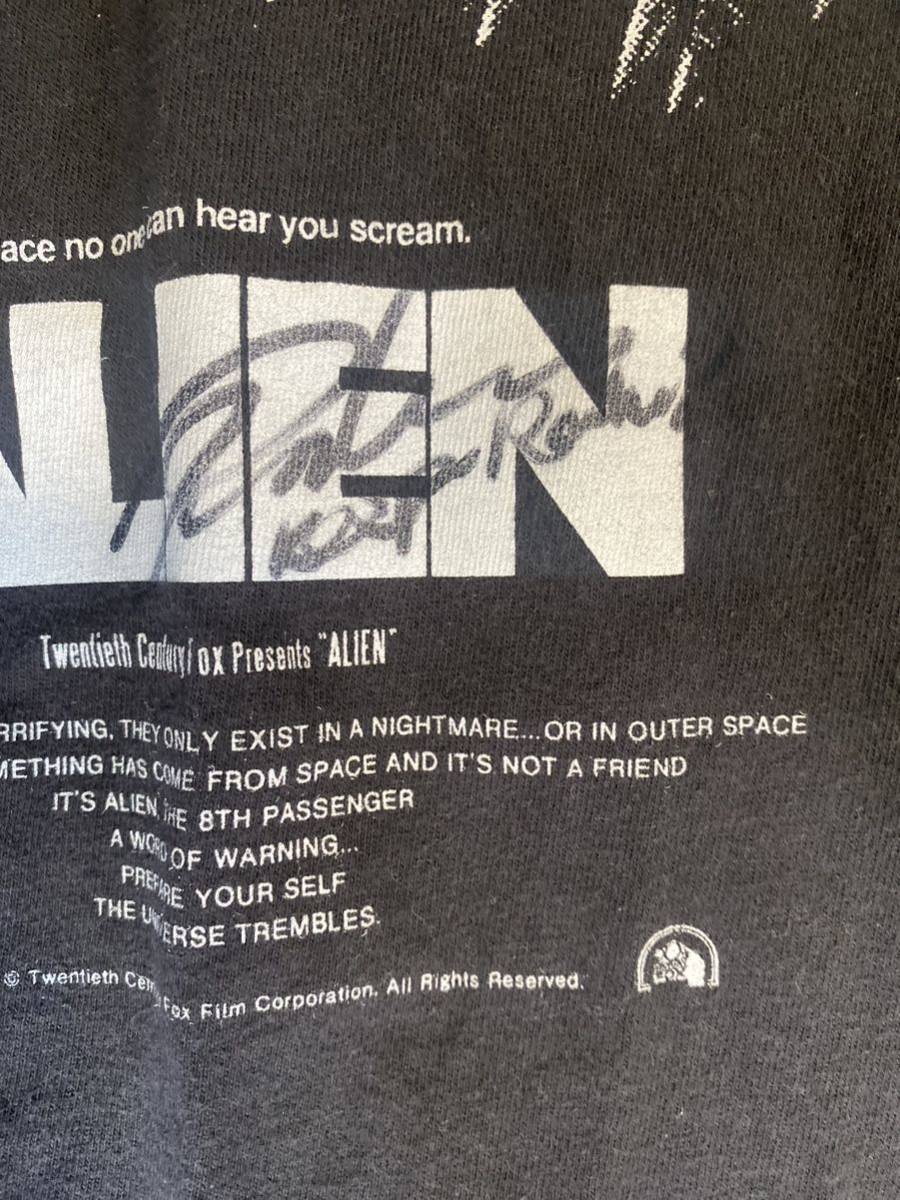 ace no one can hear you scream.
LIEN
Twentieth Century Fox Presents "ALIEN"
RRIFYING, THEY ONLY EXIST IN A NIGHTMARE...OR IN OUTER SPACE
METHING HAS COME FROM SPACE AND IT'S NOT A FRIEND
IT'S ALIEN, THE 8TH PASSENGER
A WORD OF WARNING...
PREPARE YOUR SELF
THE UNIVERSE TREMBLES.
© Twentieth Century Fox Film Corporation. All Rights Reserved.